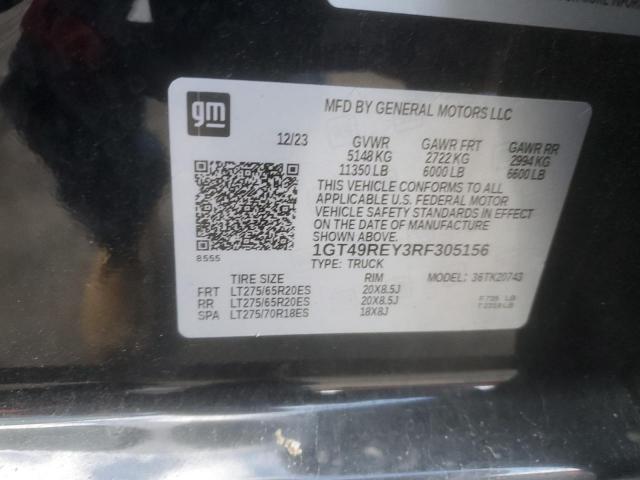 gm
MFD BY GENERAL MOTORS LLC
12/23 GVWR GAWR FRT GAWR RR
5148 KG 2722 KG 2994 KG
11350 LB 6000 LB 6600 LB
THIS VEHICLE CONFORMS TO ALL
APPLICABLE U.S. FEDERAL MOTOR
VEHICLE SAFETY STANDARDS IN EFFECT
ON THE DATE OF MANUFACTURE
SHOWN ABOVE.
8555
1GT49REY3RF305156
TYPE: TRUCK MODEL: 36TK20743
TIRE SIZE RIM
FRT LT275/65R20ES 20X8.5J
RR LT275/65R20ES 20X8.5J
SPA LT275/70R18ES 18X8J
F LB
T LB